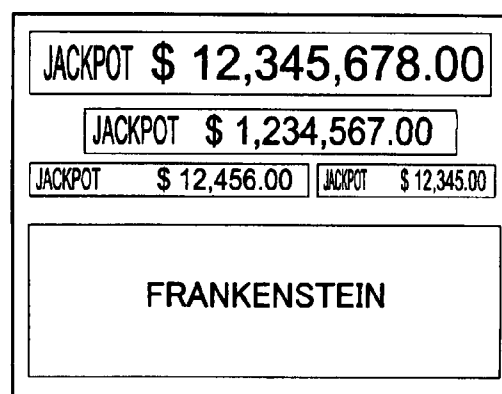 JACKPOT $ 12,345,678.00
JACKPOT $ 1,234,567.00
JACKPOT $ 12,456.00 JACKPOT $ 12,345.00
FRANKENSTEIN